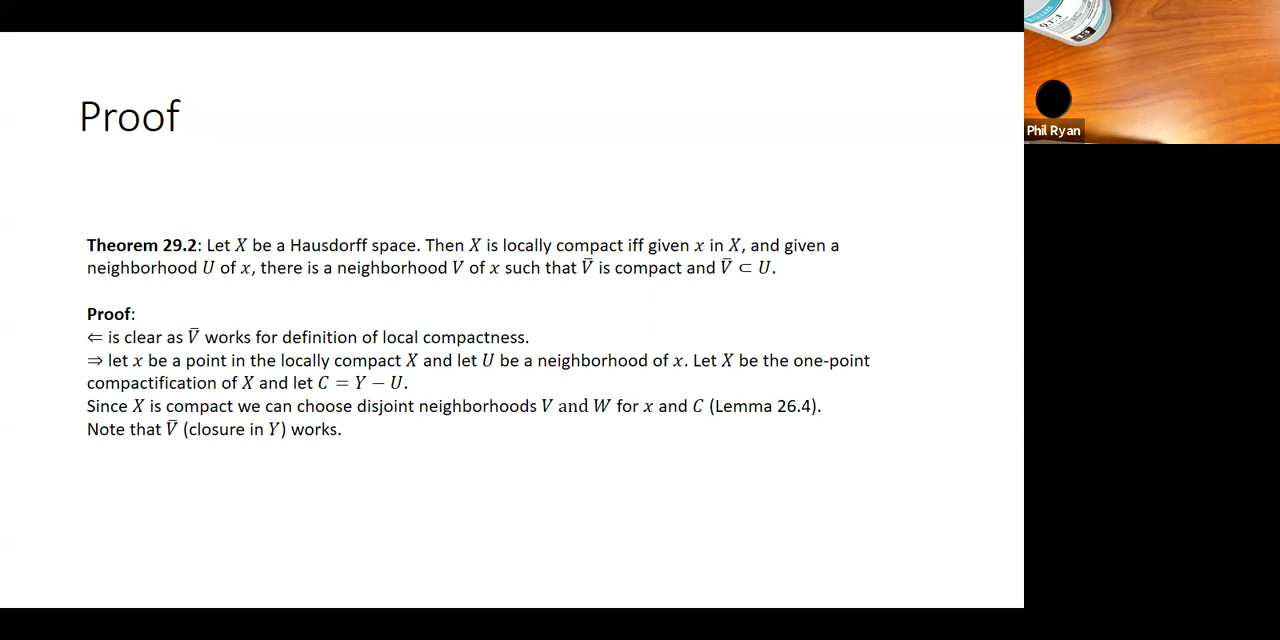 Proof
Theorem 29.2: Let X be a Hausdorff space. Then X is locally compact iff given x in X, and given a
neighborhood U of x, there is a neighborhood V of x such that V̄ is compact and V̄ ⊂ U.
Proof:
⇐ is clear as V̄ works for definition of local compactness.
⇒ let x be a point in the locally compact X and let U be a neighborhood of x. Let X be the one-point
compactification of X and let C = Y − U.
Since X is compact we can choose disjoint neighborhoods V and W for x and C (Lemma 26.4).
Note that V̄ (closure in Y) works.
Phil Ryan